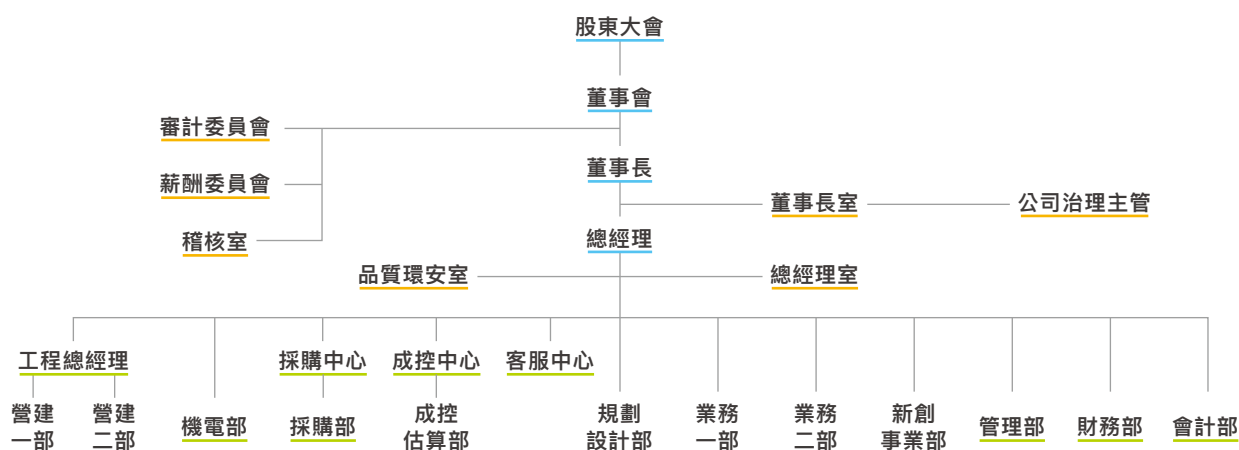 股東大會
董事會
審計委員會
董事長
薪酬委員會
董事長室
公司治理主管
稽核室
總經理
品質環安室
總經理室
工程總經理
採購中心
成控中心
客服中心
營建
一部
營建
二部
機電部
採購部
成控
估算部
規劃
設計部
業務
一部
業務
二部
新創
事業部
管理部
財務部
會計部